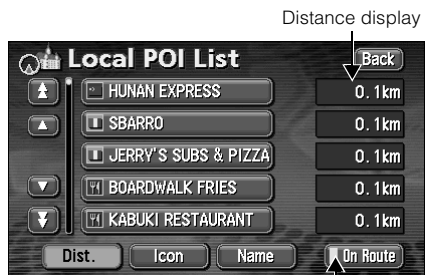 Distance display
Local POI List
Back
HUNAN EXPRESS 0.1km
SBARRO 0.1km
JERRY'S SUBS & PIZZA 0.1km
BOARDWALK FRIES 0.1km
KABUKI RESTAURANT 0.1km
Dist. Icon Name On Route